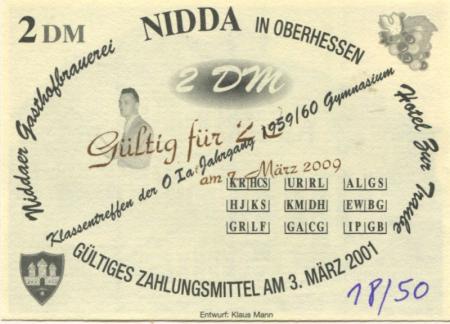 2 DM
NIDDA IN OBERHESSEN
Niddaer Gasthofbrauerei
2 DM
Hotel Zur Traube
Gültig für 2
am 7. März 2009
Klassentreffen der O Ia Jahrgang 1959/60 Gymnasium
KR|HCS UR|RL AL|GS
HJ|KS KM|DH EW|BG
GR|LF GA|CG IP|GB
GÜLTIGES ZAHLUNGSMITTEL AM 3. MÄRZ 2001
18/50
Entwurf: Klaus Mann